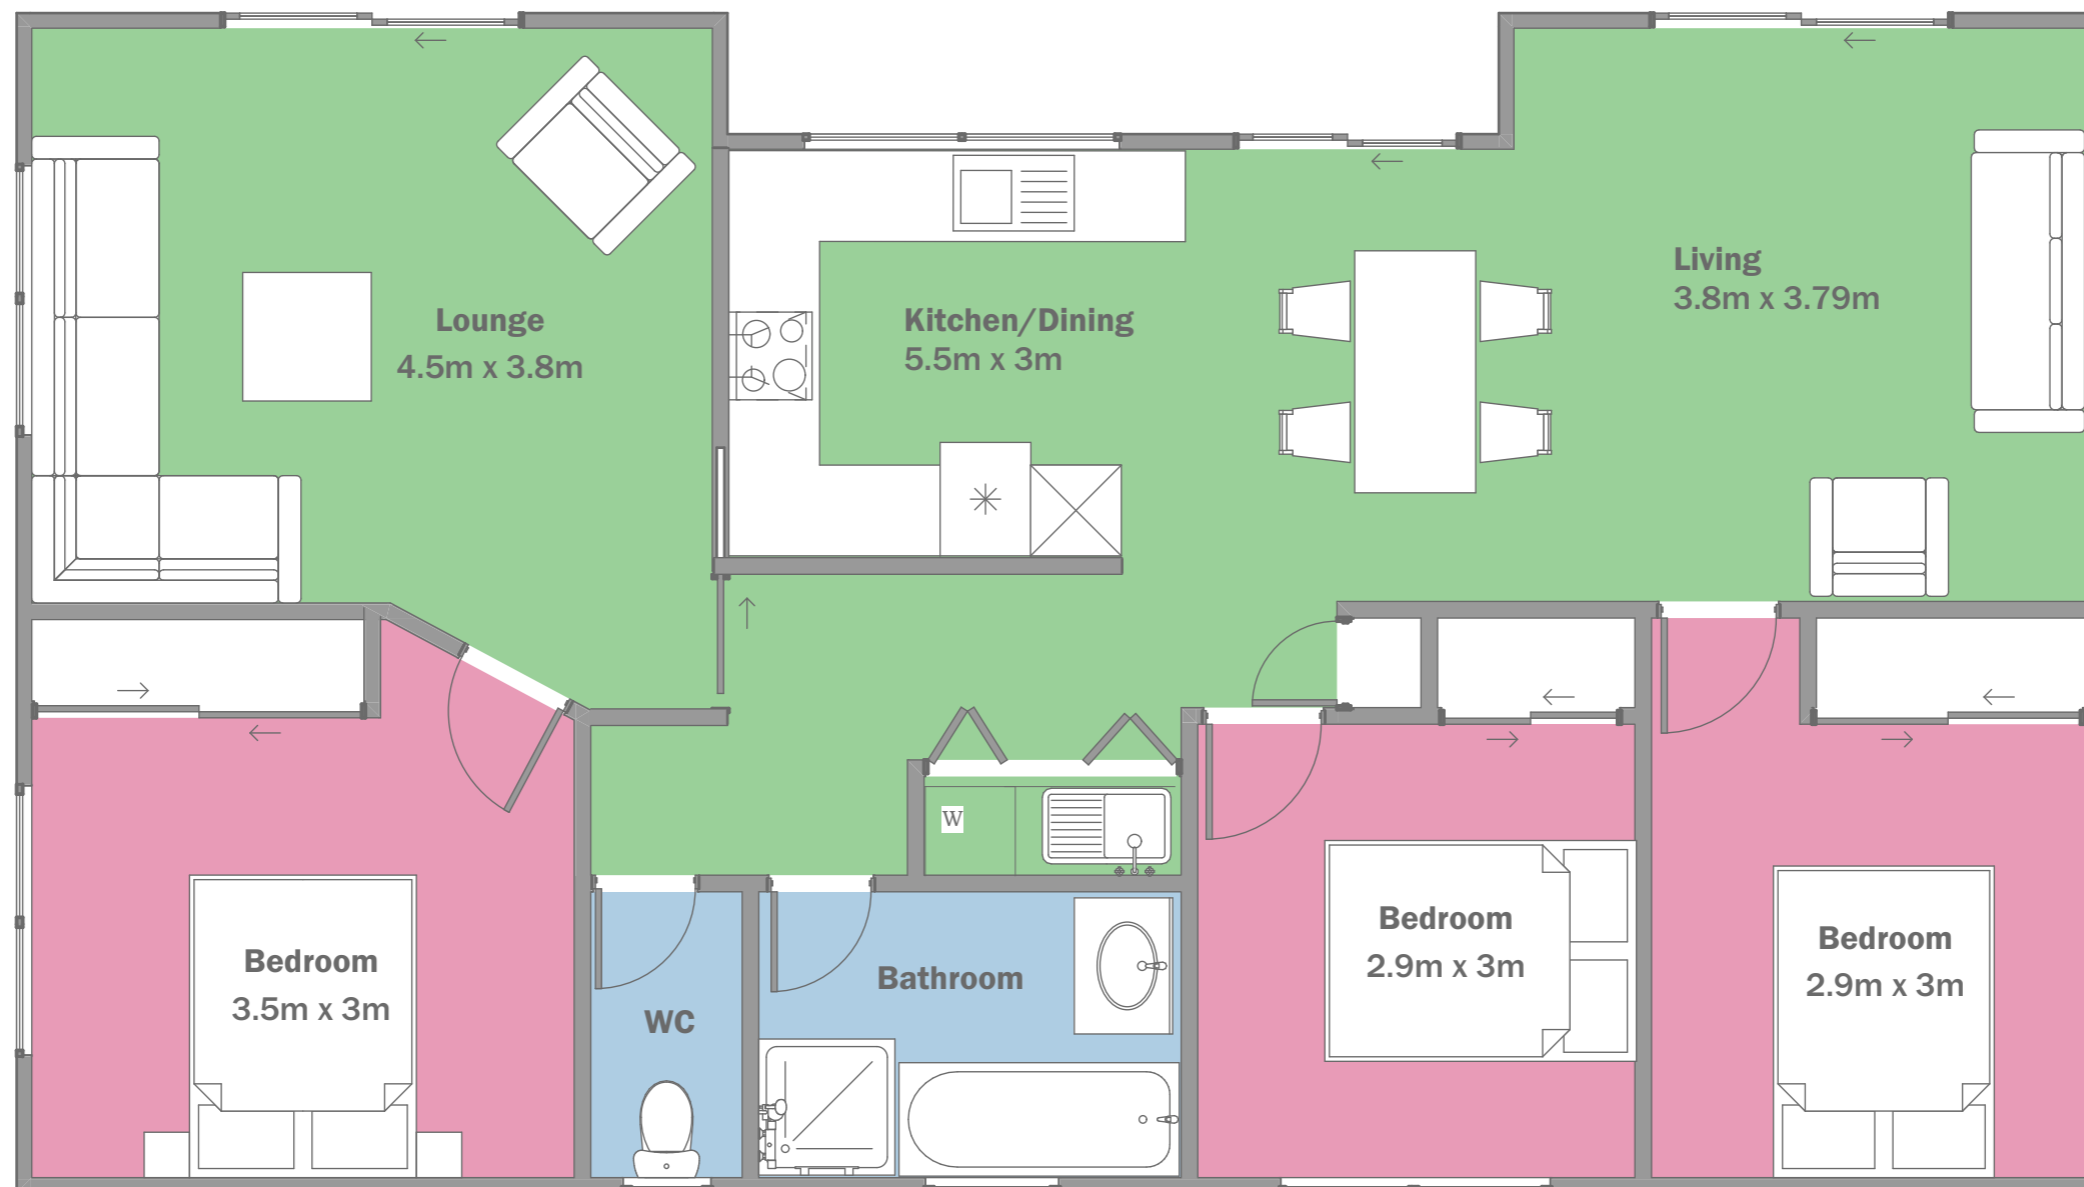 Lounge
4.5m x 3.8m
Kitchen/Dining
5.5m x 3m
Living
3.8m x 3.79m
W
Bedroom
3.5m x 3m
WC
Bathroom
Bedroom
2.9m x 3m
Bedroom
2.9m x 3m